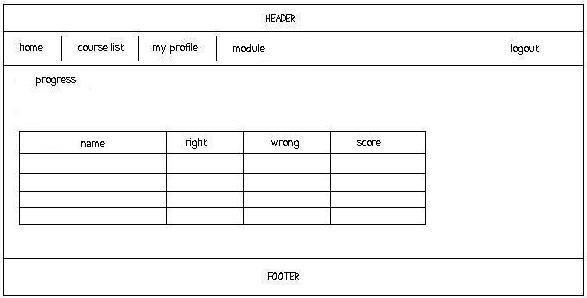 HEADER
home course list my profile module logout
progress
name right wrong score
FOOTER